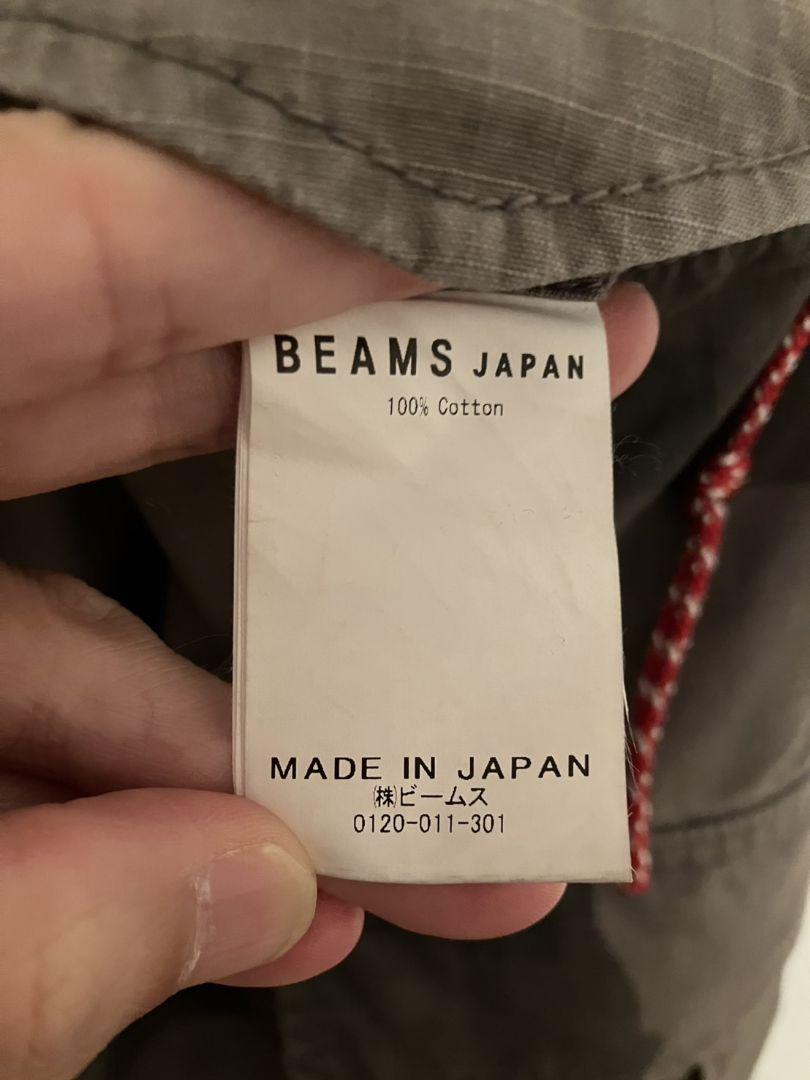 BEAMS JAPAN
100% Cotton
MADE IN JAPAN
㈱ビームス
0120-011-301